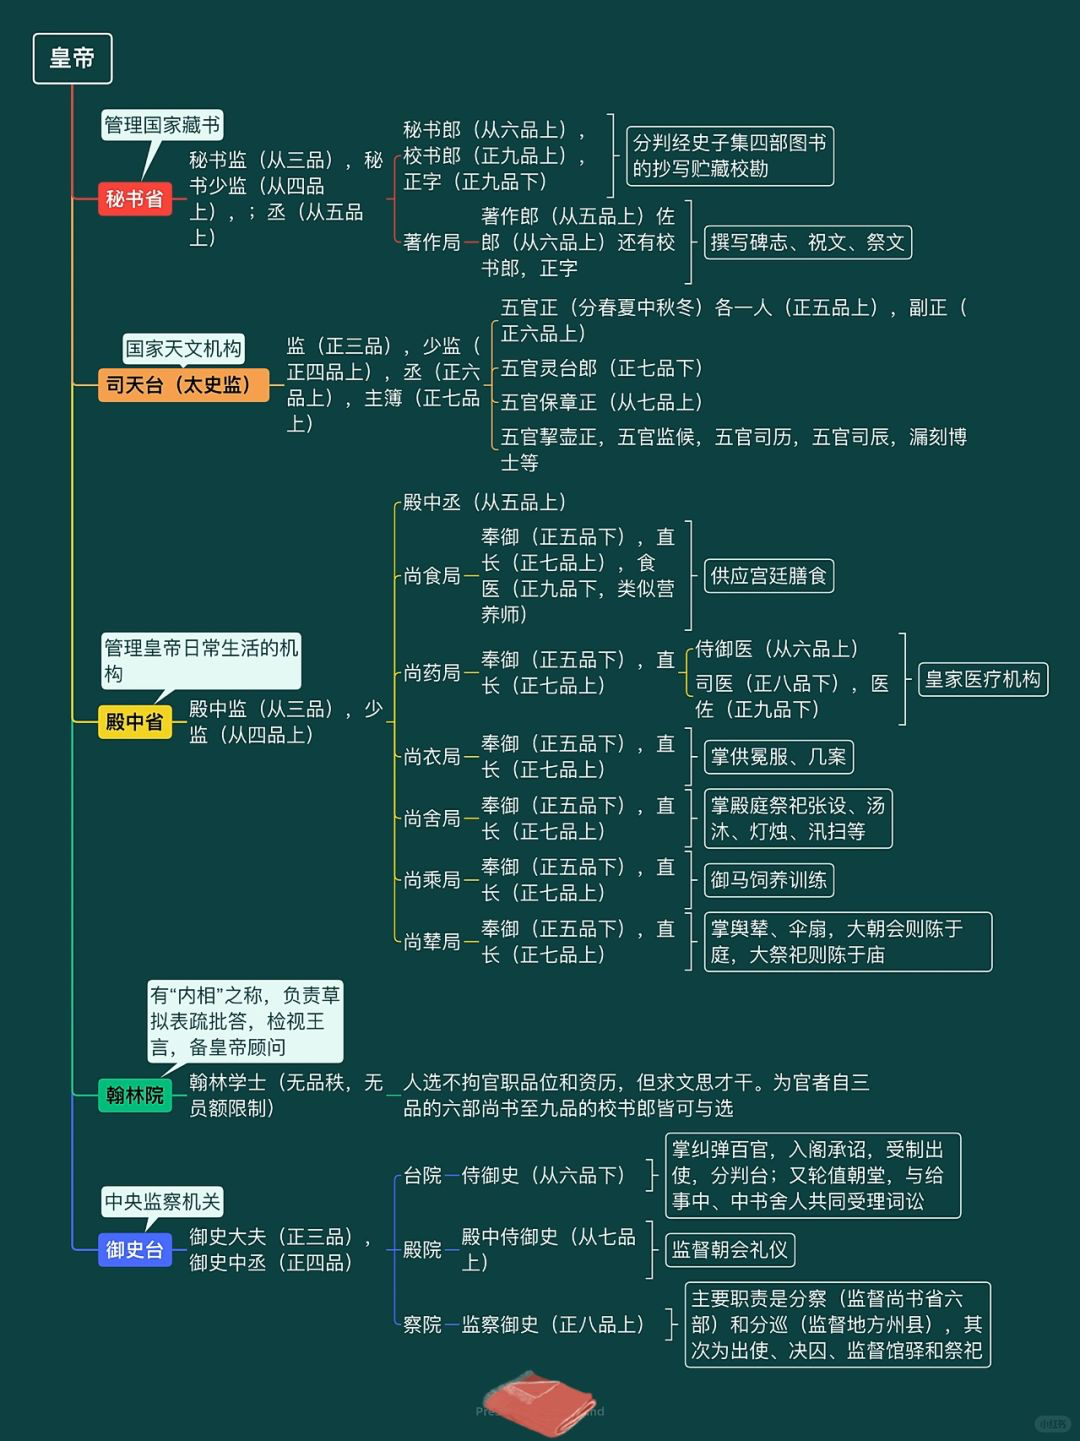 皇帝
管理国家藏书
秘书省
秘书监（从三品），秘
书少监（从四品
上），；丞（从五品
上）
秘书郎（从六品上），
校书郎（正九品上），
正字（正九品下）
分判经史子集四部图书
的抄写贮藏校勘
著作局
著作郎（从五品上）佐
郎（从六品上）还有校
书郎，正字
撰写碑志、祝文、祭文
国家天文机构
司天台（太史监）
监（正三品），少监（
正四品上），丞（正六
品上），主簿（正七品
上）
五官正（分春夏中秋冬）各一人（正五品上），副正（
正六品上）
五官灵台郎（正七品下）
五官保章正（从七品上）
五官挈壶正，五官监候，五官司历，五官司辰，漏刻博
士等
管理皇帝日常生活的机
构
殿中省
殿中监（从三品），少
监（从四品上）
殿中丞（从五品上）
尚食局
奉御（正五品下），直
长（正七品上），食
医（正九品下，类似营
养师）
供应宫廷膳食
尚药局
奉御（正五品下），直
长（正七品上）
侍御医（从六品上）
司医（正八品下），医
佐（正九品下）
皇家医疗机构
尚衣局
奉御（正五品下），直
长（正七品上）
掌供冕服、几案
尚舍局
奉御（正五品下），直
长（正七品上）
掌殿庭祭祀张设、汤
沐、灯烛、汛扫等
尚乘局
奉御（正五品下），直
长（正七品上）
御马饲养训练
尚辇局
奉御（正五品下），直
长（正七品上）
掌舆辇、伞扇，大朝会则陈于
庭，大祭祀则陈于庙
有“内相”之称，负责草
拟表疏批答，检视王
言，备皇帝顾问
翰林院
翰林学士（无品秩，无
员额限制）
人选不拘官职品位和资历，但求文思才干。为官者自三
品的六部尚书至九品的校书郎皆可与选
中央监察机关
御史台
御史大夫（正三品），
御史中丞（正四品）
台院
侍御史（从六品下）
掌纠弹百官，入阁承诏，受制出
使，分判台；又轮值朝堂，与给
事中、中书舍人共同受理词讼
殿院
殿中侍御史（从七品
上）
监督朝会礼仪
察院
监察御史（正八品上）
主要职责是分察（监督尚书省六
部）和分巡（监督地方州县），其
次为出使、决囚、监督馆驿和祭祀
小红书